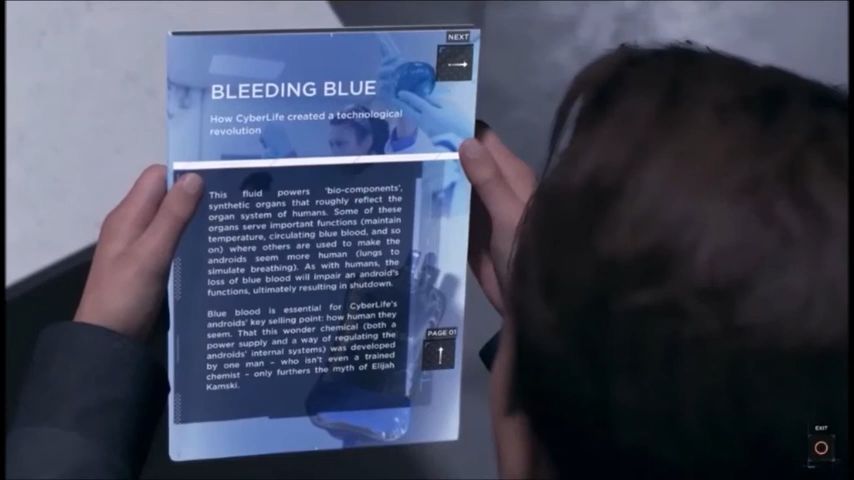 NEXT
BLEEDING BLUE
How CyberLife created a technological
revolution
This fluid powers 'bio-components',
synthetic organs that roughly reflect the
organ system of humans. Some of these
organs serve important functions (maintain
temperature, circulating blue blood, and so
on) where others are used to make the
androids seem more human (lungs to
simulate breathing). As with humans, the
loss of blue blood will impair an android's
functions, ultimately resulting in shutdown.
Blue blood is essential for CyberLife's
androids' key selling point: how human they
seem. That this wonder chemical (both a
power supply and a way of regulating the
androids' internal systems) was developed
by one man – who isn't even a trained
chemist – only furthers the myth of Elijah
Kamski.
PAGE 01
EXIT